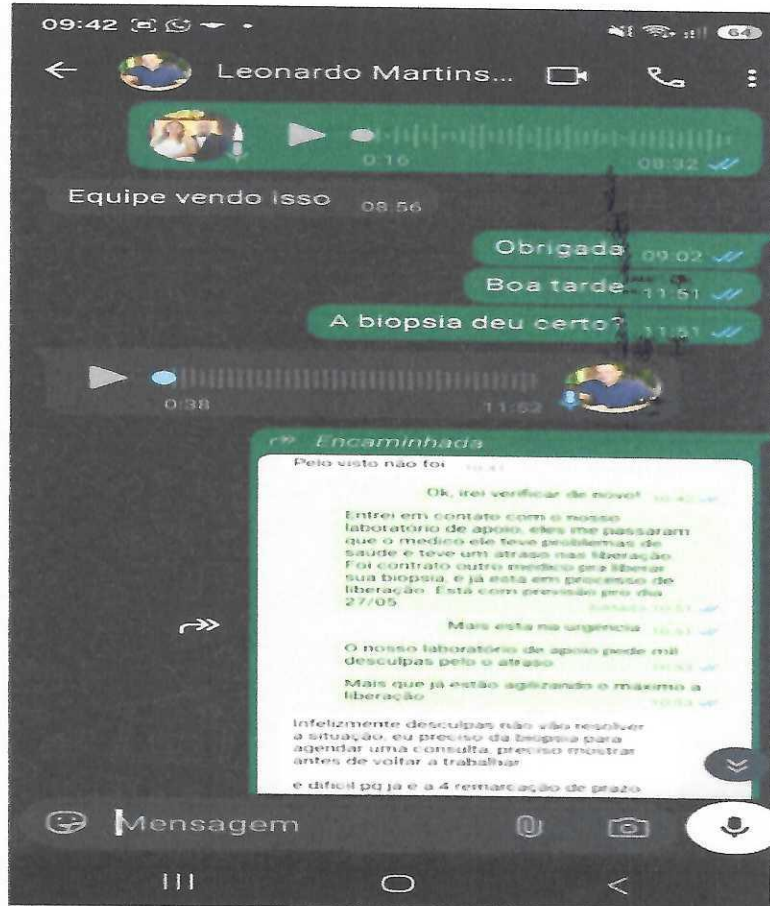 09:42
64
Leonardo Martins...
0:16 08:32
Equipe vendo isso 08:56
Obrigada 09:02
Boa tarde 11:51
A biopsia deu certo? 11:51
0:38 11:52
Encaminhada
Pelo visto não foi
Ok, irei verificar de novo!
Entrei em contato com o nosso
laboratório de apoio, eles me passaram
que o medico ele teve problemas de
saúde e teve um atraso nas liberação
Foi contrato outro medico pra liberar
sua biopsia, e já está em processo de
liberação. Está com previsão pro dia
27/05
Mais esta na urgência
O nosso laboratório de apoio pede mil
desculpas pelo o atraso
Mais que já estão agilizando o máximo a
liberação
Infelizmente desculpas não vão resolver
a situação, eu preciso da biopsia para
agendar uma consulta, preciso mostrar
antes de voltar a trabalhar
e dificil pq ja e a 4 remarcação de prazo
Mensagem